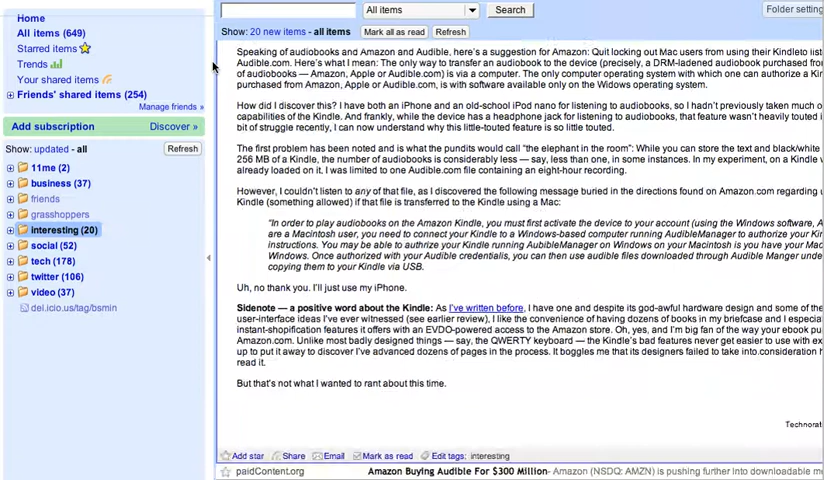 Home
All items (649)
Starred items
Trends
Your shared items
Friends' shared items (254)
Manage friends »
Add subscription
Discover »
Show: updated - all
Refresh
11me (2)
business (37)
friends
grasshoppers
interesting (20)
social (52)
tech (178)
twitter (106)
video (37)
del.icio.us/tag/bsmin
All items
Search
Folder setting
Show: 20 new items - all items
Mark all as read
Refresh
Speaking of audiobooks and Amazon and Audible, here's a suggestion for Amazon: Quit locking out Mac users from using their Kindleto list
Audible.com. Here's what I mean: The only way to transfer an audiobook to the device (precisely, a DRM-ladened audiobook purchased fro
of audiobooks — Amazon, Apple or Audible.com) is via a computer. The only computer operating system with which one can authorize a Kin
purchased from Amazon, Apple or Audible.com, is with software available only on the Widows operating system.
How did I discover this? I have both an iPhone and an old-school iPod nano for listening to audiobooks, so I hadn't previously taken much o
capabilities of the Kindle. And frankly, while the device has a headphone jack for listening to audiobooks, that feature wasn't heavily touted i
bit of struggle recently, I can now understand why this little-touted feature is so little touted.
The first problem has been noted and is what the pundits would call "the elephant in the room": While you can store the text and black/white
256 MB of a Kindle, the number of audiobooks is considerably less — say, less than one, in some instances. In my experiment, on a Kindle w
already loaded on it, I was limited to one Audible.com file containing an eight-hour recording.
However, I couldn't listen to any of that file, as I discovered the following message buried in the directions found on Amazon.com regarding u
Kindle (something allowed) if that file is transferred to the Kindle using a Mac:
"In order to play audiobooks on the Amazon Kindle, you must first activate the device to your account (using the Windows software, A
are a Macintosh user, you need to connect your Kindle to a Windows-based computer running AudibleManager to authorize your Kin
instructions. You may be able to authrize your Kindle running AubibleManager on Windows on your Macintosh is you have your Mac
Windows. Once authorized with your Audible credentials, you can then use audible files downloaded through Audible Manger unde
copying them to your Kindle via USB.
Uh, no thank you. I'll just use my iPhone.
Sidenote — a positive word about the Kindle: As I've written before, I have one and despite its god-awful hardware design and some of the
user-interface ideas I've ever witnessed (see earlier review), I like the convenience of having dozens of books in my briefcase and I especia
instant-shopification features it offers with an EVDO-powered access to the Amazon store. Oh, yes, and I'm big fan of the way your ebook pu
Amazon.com. Unlike most badly designed things — say, the QWERTY keyboard — the Kindle's bad features never get easier to use with ex
up to put it away to discover I've advanced dozens of pages in the process. It boggles me that its designers failed to take into consideration h
read it.
But that's not what I wanted to rant about this time.
Technorat
Add star
Share
Email
Mark as read
Edit tags: interesting
paidContent.org
Amazon Buying Audible For $300 Million - Amazon (NSDQ: AMZN) is pushing further into downloadable m